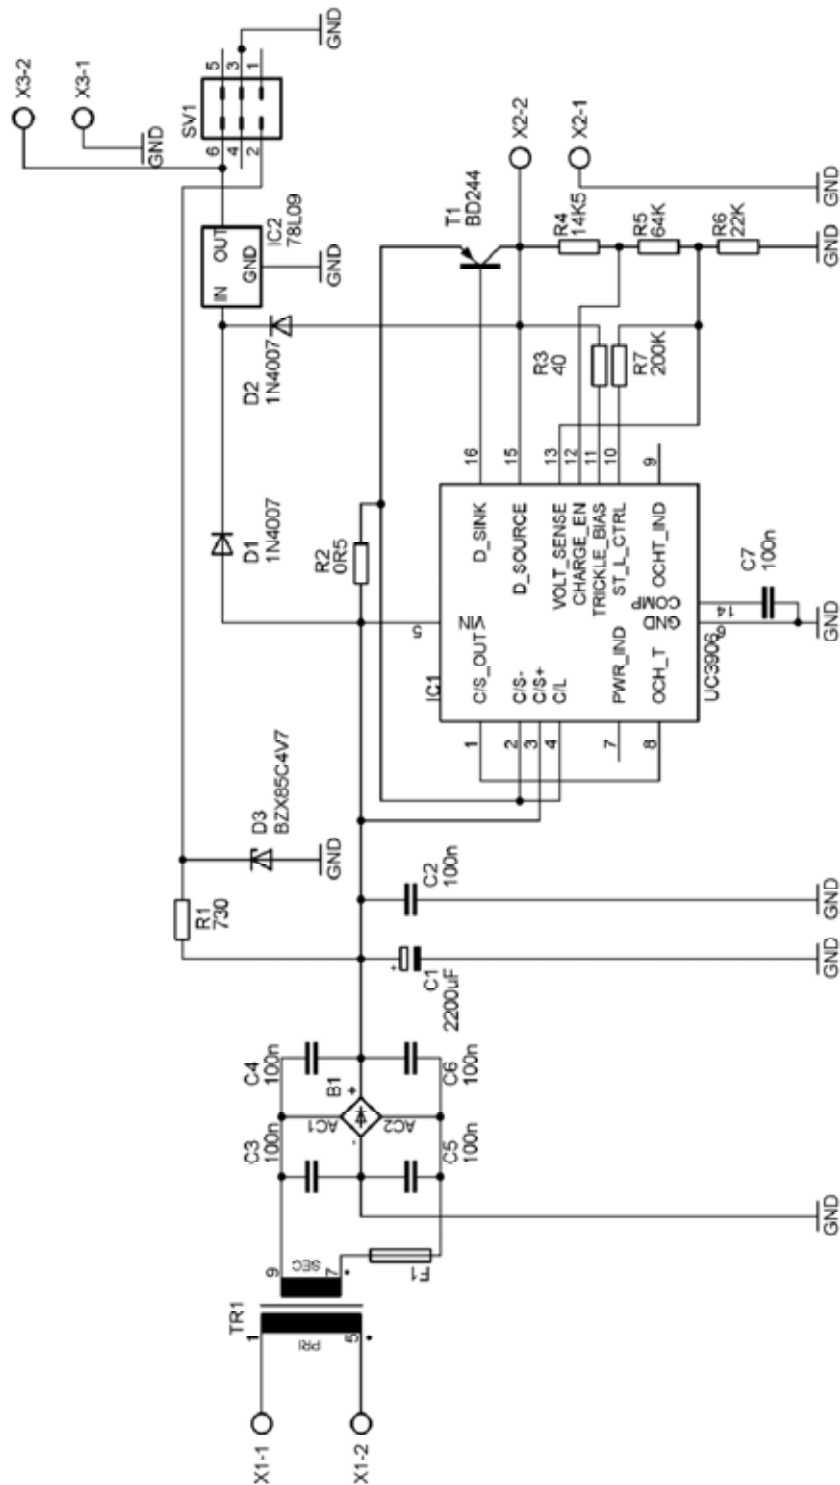 X3-2
X3-1
GND
GND
SV1
5
3
1
6
4
2
IC2
78L09
OUT
GND
IN
GND
D2
1N4007
D1
1N4007
D3
BZX85C4V7
GND
R1
730
R2
0R5
T1
BD244
X2-2
X2-1
GND
R4
14K5
R5
64K
R6
22K
GND
R3
40
R7
200K
IC1
UC3906
VIN
5
16
D_SINK
15
D_SOURCE
13
VOLT_SENSE
12
CHARGE_EN
11
TRICKLE_BIAS
10
ST_L_CTRL
9
OCHT_IND
C/S_OUT
1
C/S-
2
C/S+
3
C/L
4
PWR_IND
7
OCH_T
8
COMP
14
GND
6
C7
100n
GND
C2
100n
GND
C1
2200uF
+
GND
C4
100n
C6
100n
B1
AC1
AC2
+
-
C3
100n
C5
100n
GND
F1
TR1
SEC
9
7
PRI
1
5
X1-1
X1-2